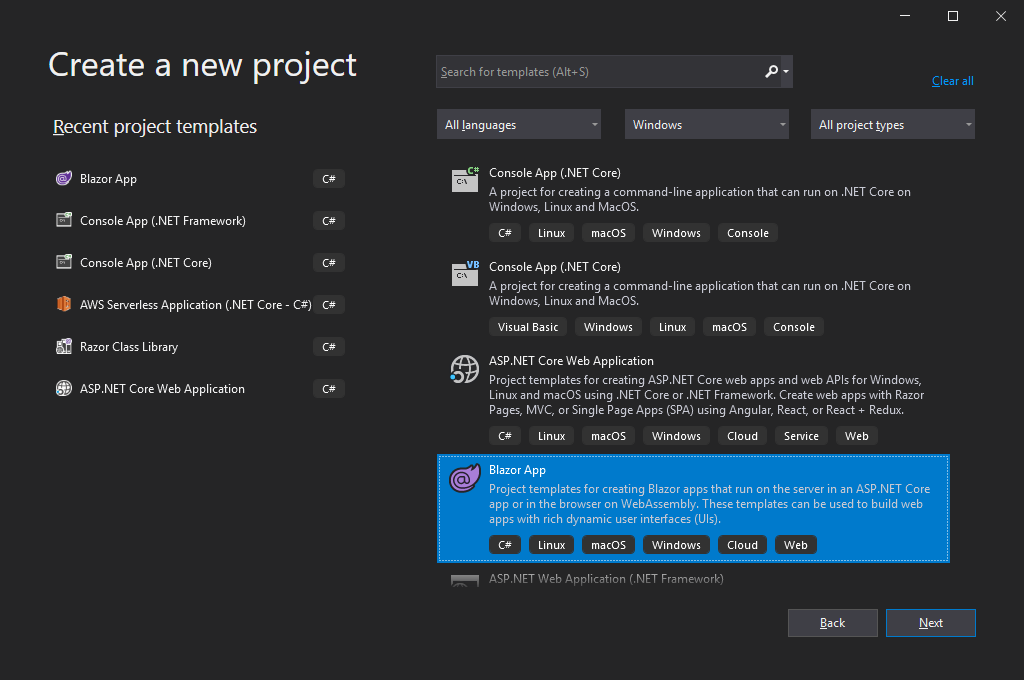 Create a new project
Search for templates (Alt+S)
Clear all
Recent project templates
All languages
Windows
All project types
Blazor App
C#
Console App (.NET Framework)
C#
Console App (.NET Core)
C#
AWS Serverless Application (.NET Core - C#)
C#
Razor Class Library
C#
ASP.NET Core Web Application
C#
C#
C:\
Console App (.NET Core)
A project for creating a command-line application that can run on .NET Core on
Windows, Linux and MacOS.
C# Linux macOS Windows Console
VB
C:\
Console App (.NET Core)
A project for creating a command-line application that can run on .NET Core on
Windows, Linux and MacOS.
Visual Basic Windows Linux macOS Console
ASP.NET Core Web Application
Project templates for creating ASP.NET Core web apps and web APIs for Windows,
Linux and macOS using .NET Core or .NET Framework. Create web apps with Razor
Pages, MVC, or Single Page Apps (SPA) using Angular, React, or React + Redux.
C# Linux macOS Windows Cloud Service Web
@
Blazor App
Project templates for creating Blazor apps that run on the server in an ASP.NET Core
app or in the browser on WebAssembly. These templates can be used to build web
apps with rich dynamic user interfaces (UIs).
C# Linux macOS Windows Cloud Web
ASP.NET Web Application (.NET Framework)
Back
Next